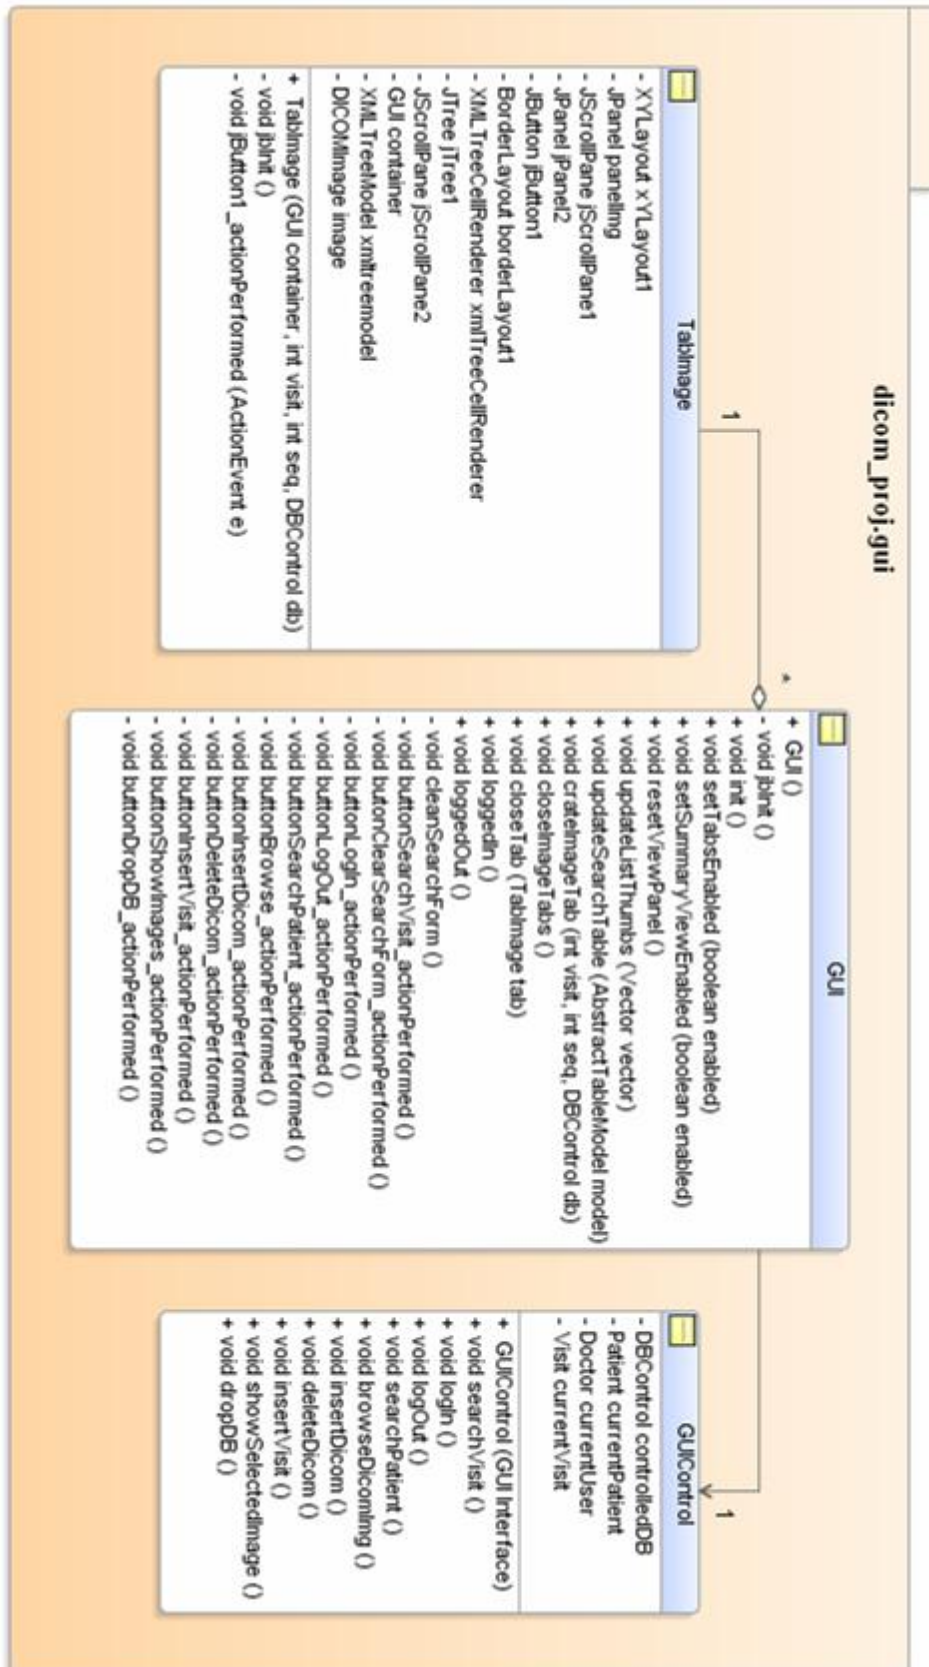 dicom_proj.gui
TabImage
- XYLayout xYLayout1
- JPanel panelImg
- JScrollPane jScrollPane1
- JPanel jPanel2
- JButton jButton1
- BorderLayout borderLayout1
- XMLTreeCellRenderer xmlTreeCellRenderer
- JTree jTree1
- JScrollPane jScrollPane2
- GUI container
- XMLTreeModel xmltreemodel
- DICOMImage image
+ TabImage (GUI container, int visit, int seq, DBControl db)
- void jbInit ()
- void jButton1_actionPerformed (ActionEvent e)
1
*
GUI
+ GUI ()
- void jbInit ()
+ void init ()
+ void setTabsEnabled (boolean enabled)
+ void setSummaryViewEnabled (boolean enabled)
+ void resetViewPanel ()
+ void updateListThumbs (Vector vector)
+ void updateSearchTable (AbstractTableModel model)
+ void crateImageTab (int visit, int seq, DBControl db)
+ void closeImageTabs ()
+ void closeTab (TabImage tab)
+ void loggedIn ()
+ void loggedOut ()
- void cleanSearchForm ()
- void buttonSearchVisit_actionPerformed ()
- void butonClearSearchForm_actionPerformed ()
- void buttonLogIn_actionPerformed ()
- void buttonLogOut_actionPerformed ()
- void buttonSearchPatient_actionPerformed ()
- void buttonBrowse_actionPerformed ()
- void buttonInsertDicom_actionPerformed ()
- void buttonDeleteDicom_actionPerformed ()
- void buttonInsertVisit_actionPerformed ()
- void buttonShowImages_actionPerformed ()
- void buttonDropDB_actionPerformed ()
1
GUIControl
- DBControl controlledDB
- Patient currentPatient
- Doctor currentUser
- Visit currentVisit
+ GUIControl (GUI Interface)
+ void searchVisit ()
+ void logIn ()
+ void logOut ()
+ void searchPatient ()
+ void browseDicomImg ()
+ void insertDicom ()
+ void deleteDicom ()
+ void insertVisit ()
+ void showSelectedImage ()
+ void dropDB ()